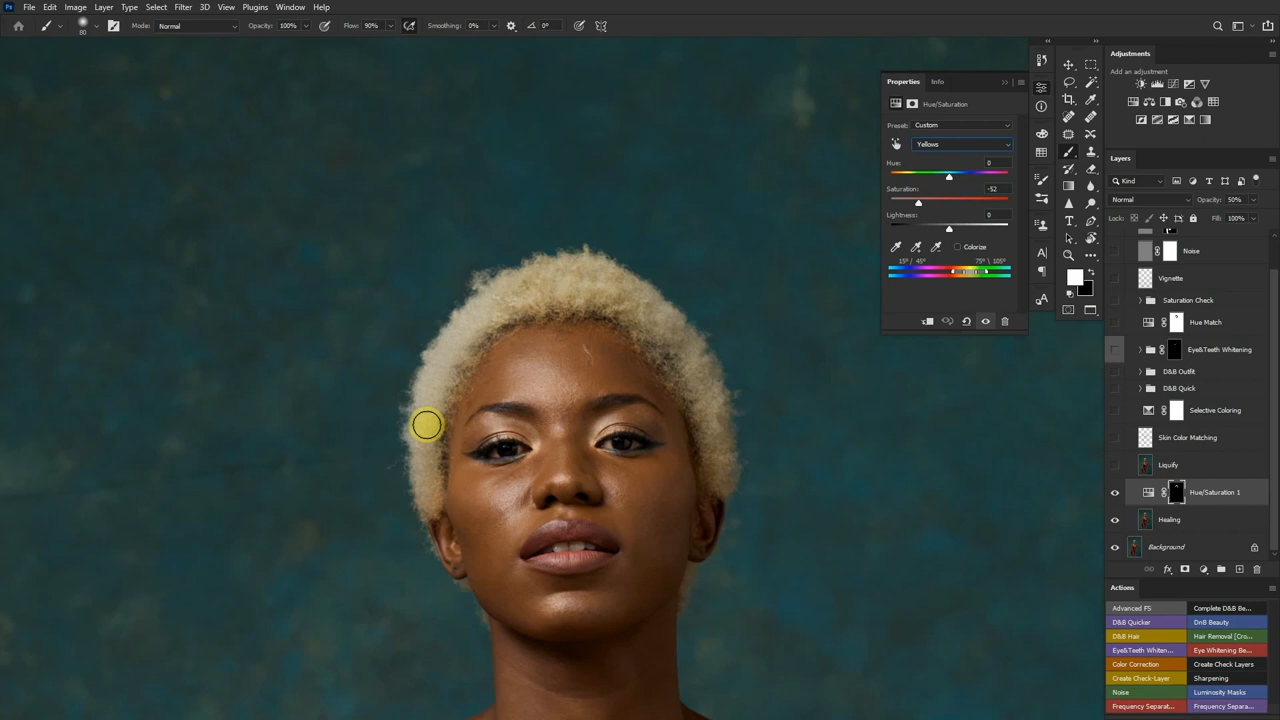 Ps File Edit Image Layer Type Select Filter 3D View Plugins Window Help
80 Mode: Normal Opacity: 100% Flow: 90% Smoothing: 0% 0°
Properties Info
Hue/Saturation
Preset: Custom
Yellows
Hue: 0
Saturation: -52
Lightness: 0
Colorize
15° / 45° 75° \ 105°
Adjustments
Add an adjustment
Layers
Kind
Normal Opacity: 50%
Lock: Fill: 100%
Noise
Vignette
Saturation Check
Hue Match
Eye&Teeth Whitening
D&B Outfit
D&B Quick
Selective Coloring
Skin Color Matching
Liquify
Hue/Saturation 1
Healing
Background
fx
Actions
Advanced FS Complete D&B Be...
D&B Quicker DnB Beauty
D&B Hair Hair Removal [Cro...
Eye&Teeth Whiten... Eye Whitening Be...
Color Correction Create Check Layers
Create Check-Layer Sharpening
Noise Luminosity Masks
Frequency Separat... Frequency Separa...